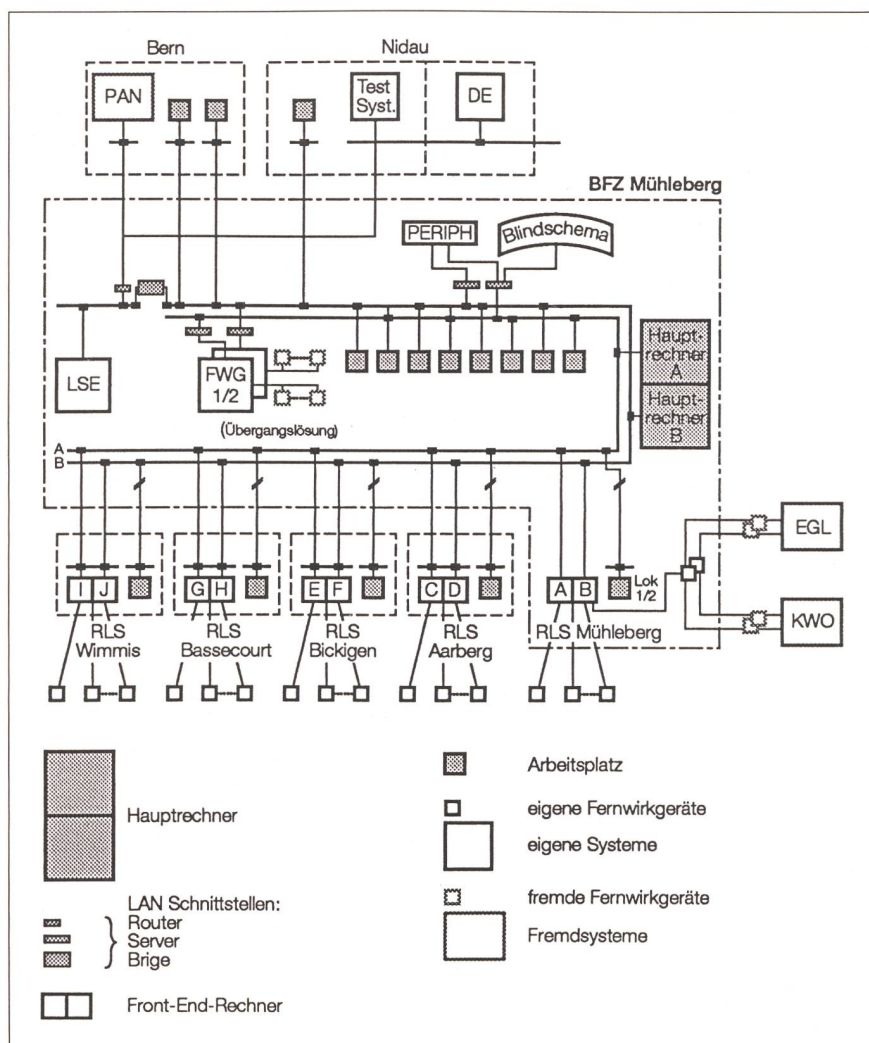 Bern
Nidau
PAN
Test
Syst.
DE
BFZ Mühleberg
PERIPH
Blindschema
LSE
FWG
1/2
(Übergangslösung)
Haupt-
rechner
A
Haupt-
rechner
B
A
B
I J
G H
E F
C D
A B
Lok
1/2
EGL
KWO
RLS
Wimmis
RLS
Bassecourt
RLS
Bickigen
RLS
Aarberg
RLS Mühleberg
Hauptrechner
LAN Schnittstellen:
Router
Server
Brige
Front-End-Rechner
Arbeitsplatz
eigene Fernwirkgeräte
eigene Systeme
fremde Fernwirkgeräte
Fremdsysteme